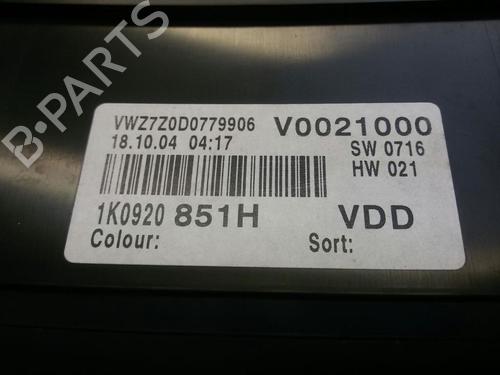 VWZ7Z0D0779906 V0021000
18.10.04 04:17 SW 0716
HW 021
1K0920 851H VDD
Colour: Sort:
B-PARTS